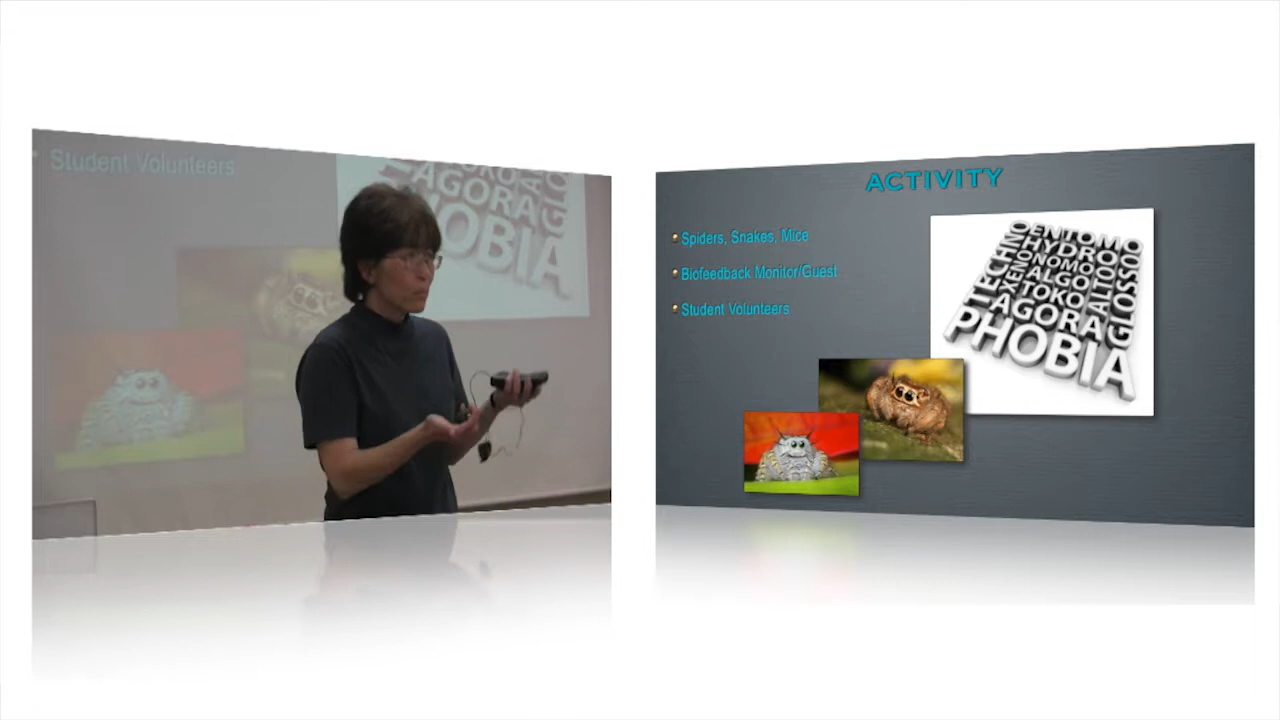 Student Volunteers
AGORA
PHOBIA
ACTIVITY
Spiders, Snakes, Mice
Biofeedback Monitor/Guest
Student Volunteers
ENTOMO
HYDRO
NOMO
ALGO
TOKO
AGORA
PHOBIA
TECHNO
XENO
ALTO
GLOSSO